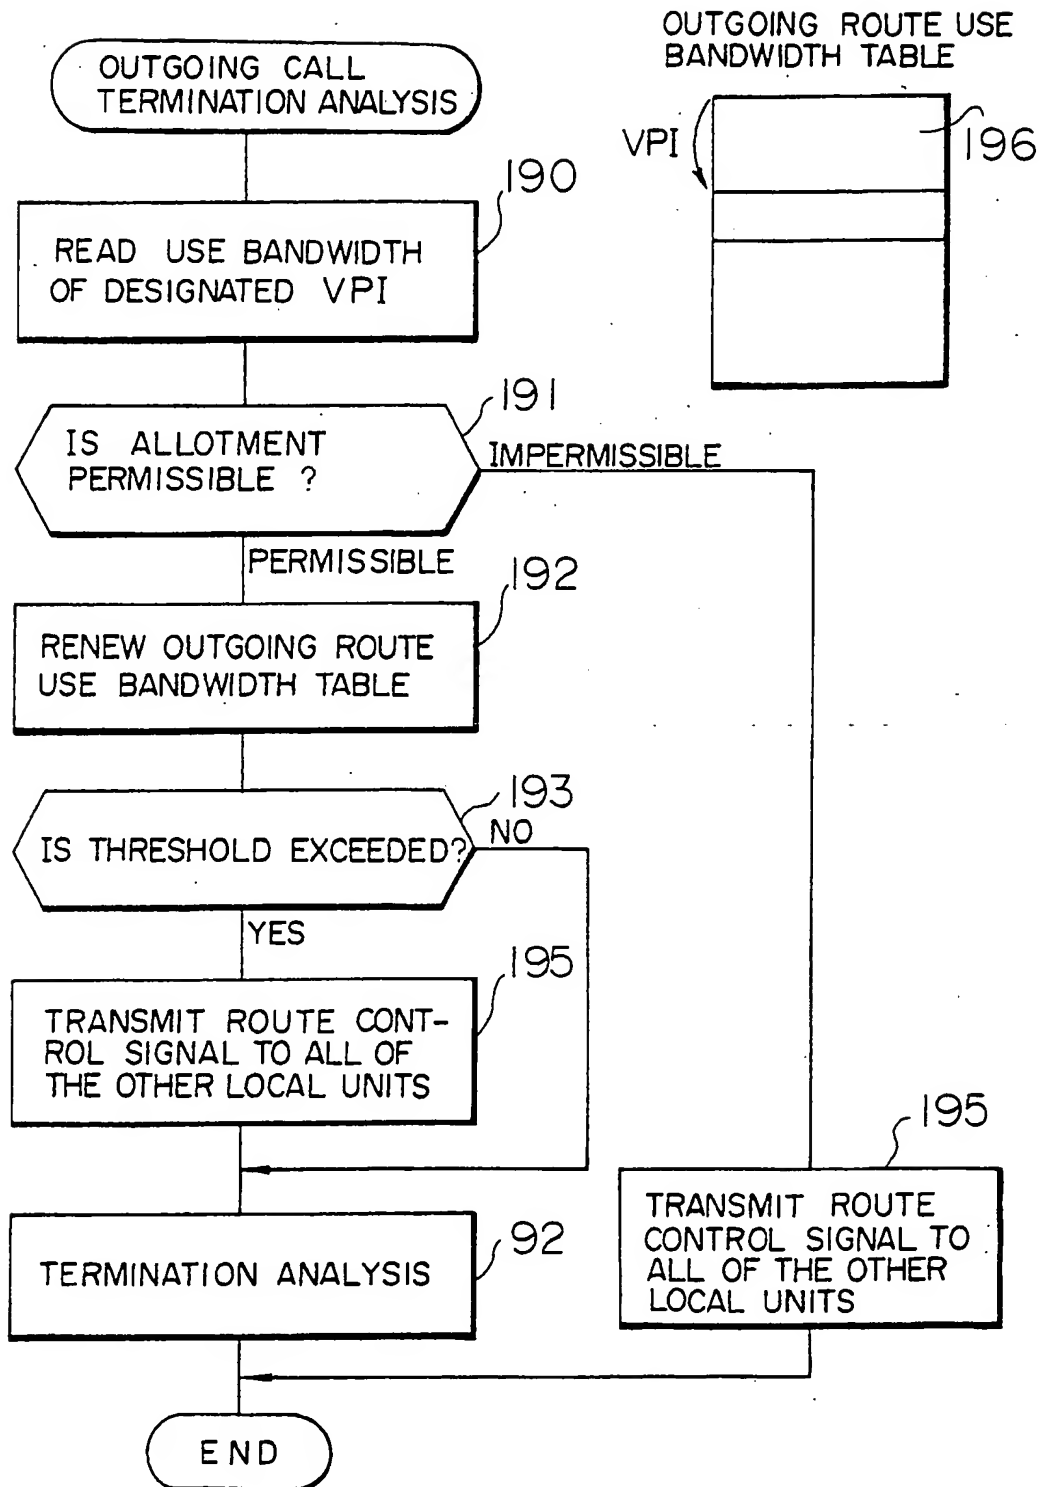 OUTGOING CALL
TERMINATION ANALYSIS
OUTGOING ROUTE USE
BANDWIDTH TABLE
VPI
196
190
READ USE BANDWIDTH
OF DESIGNATED VPI
191
IS ALLOTMENT
PERMISSIBLE ?
IMPERMISSIBLE
PERMISSIBLE
192
RENEW OUTGOING ROUTE
USE BANDWIDTH TABLE
193
IS THRESHOLD EXCEEDED?
NO
YES
195
TRANSMIT ROUTE CONT-
ROL SIGNAL TO ALL OF
THE OTHER LOCAL UNITS
195
TRANSMIT ROUTE
CONTROL SIGNAL TO
ALL OF THE OTHER
LOCAL UNITS
92
TERMINATION ANALYSIS
END